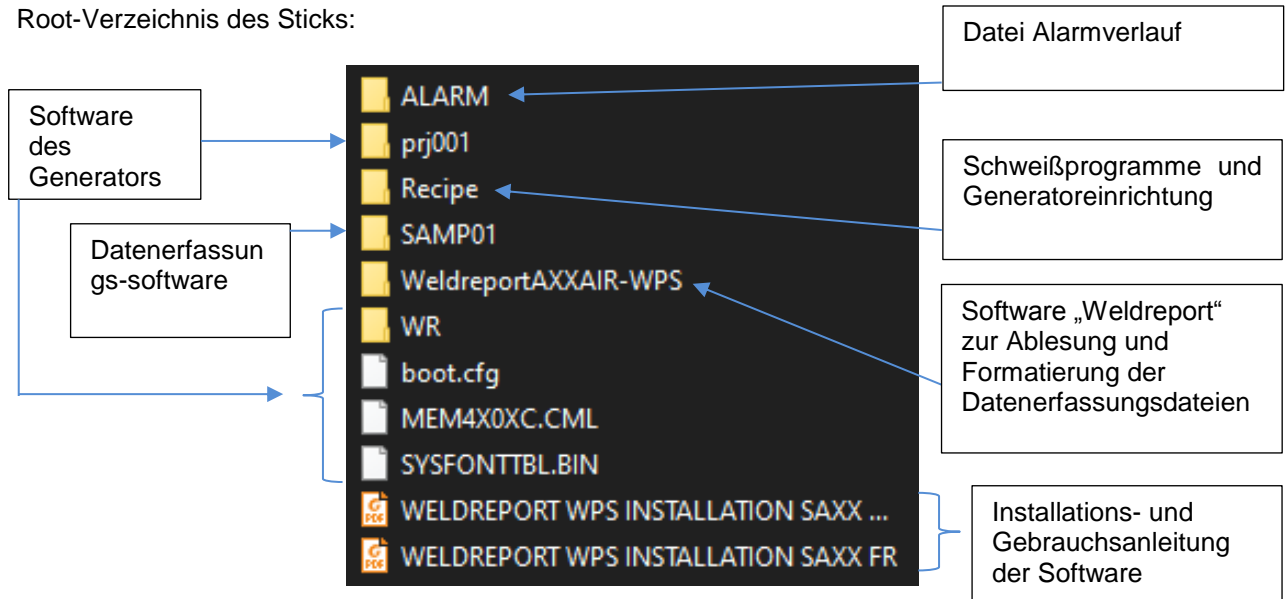 Root-Verzeichnis des Sticks:
Datei Alarmverlauf
Software
des
Generators
Datenerfassun
gs-software
ALARM
prj001
Recipe
SAMP01
WeldreportAXXAIR-WPS
WR
boot.cfg
MEM4X0XC.CML
SYSFONTTBL.BIN
WELDREPORT WPS INSTALLATION SAXX ...
WELDREPORT WPS INSTALLATION SAXX FR
Schweißprogramme und
Generatoreinrichtung
Software „Weldreport“
zur Ablesung und
Formatierung der
Datenerfassungsdateien
Installations- und
Gebrauchsanleitung
der Software